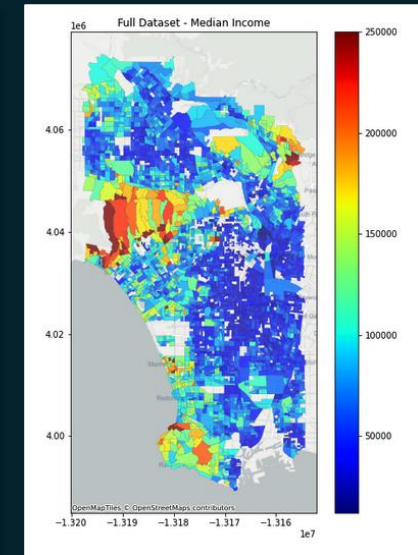 Full Dataset - Median Income
1e6
250000
4.06
200000
4.04
150000
4.02
100000
4.00
50000
OpenMapTiles © OpenStreetMaps contributors
−1.320 −1.319 −1.318 −1.317 −1.316
1e7